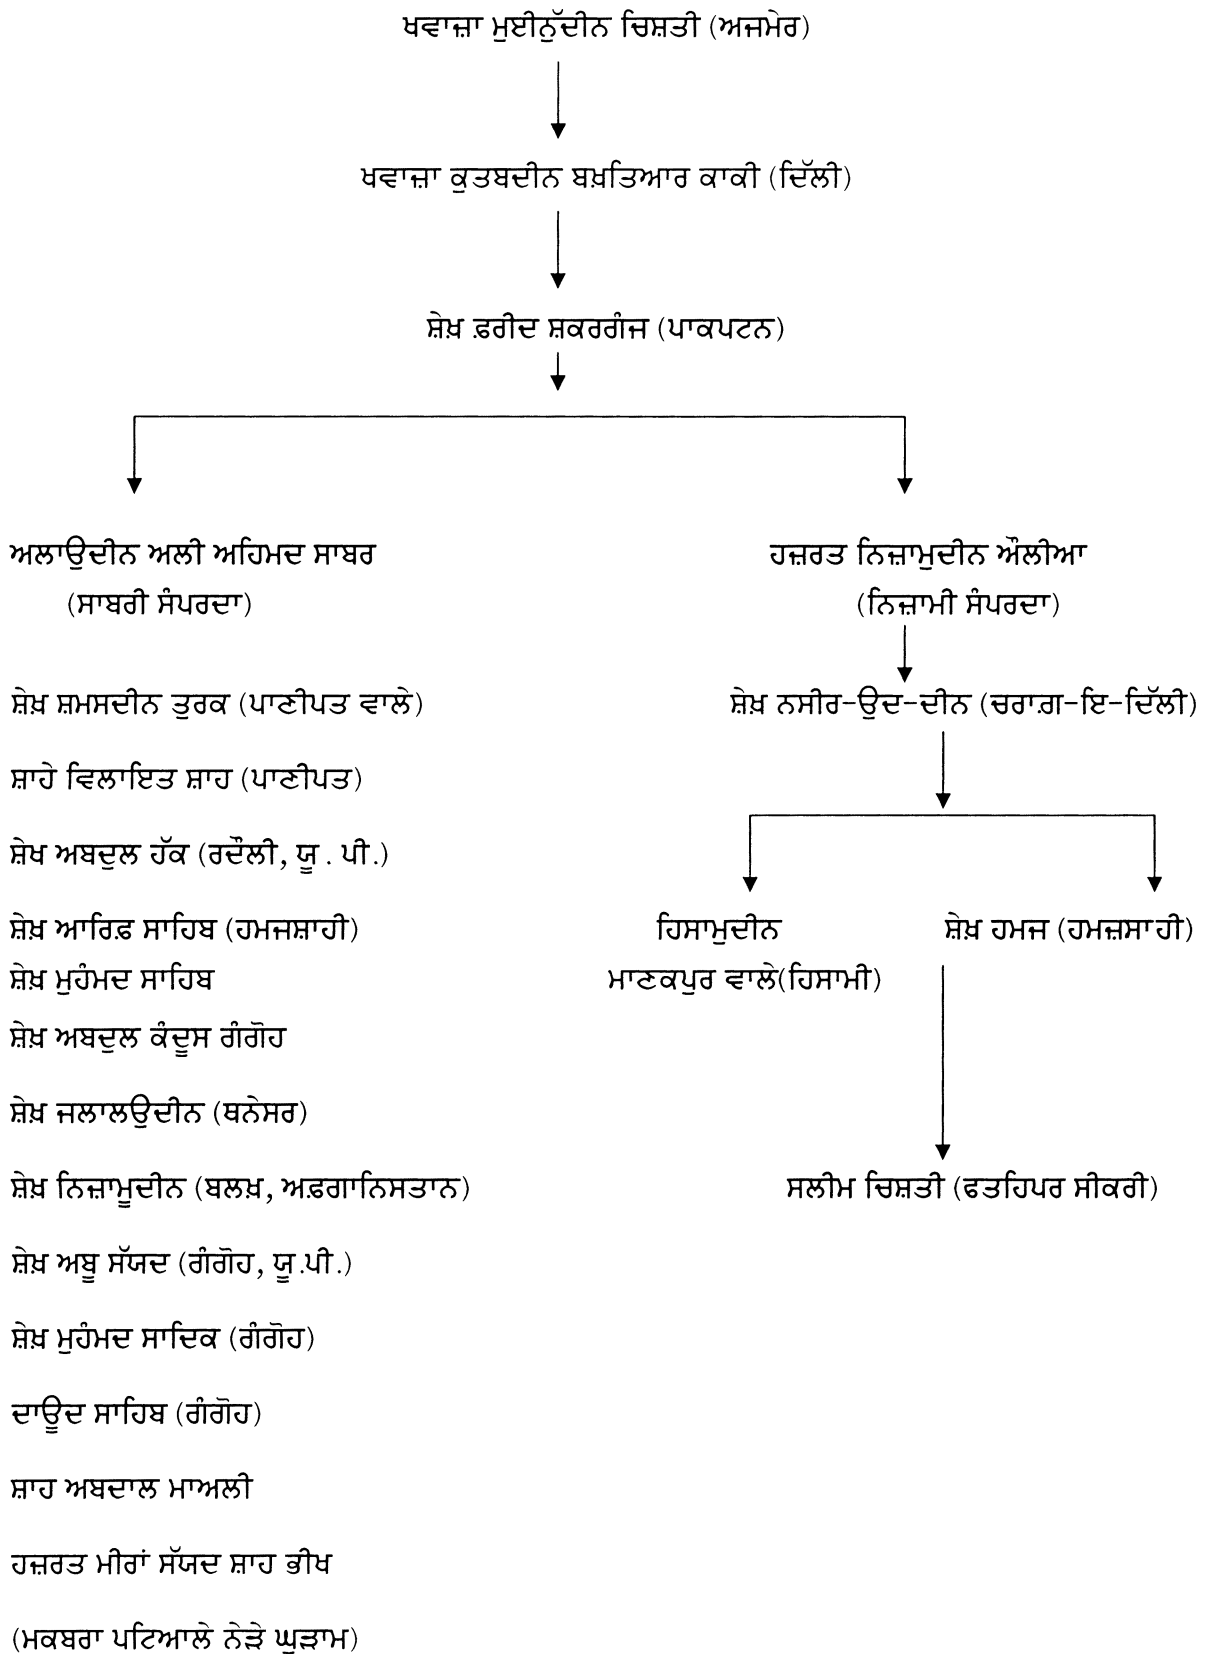 ਖਵਾਜ਼ਾ ਮੁਈਨੁੱਦੀਨ ਚਿਸ਼ਤੀ (ਅਜਮੇਰ)
ਖਵਾਜ਼ਾ ਕੁਤਬਦੀਨ ਬਖ਼ਤਿਆਰ ਕਾਕੀ (ਦਿੱਲੀ)
ਸ਼ੇਖ਼ ਫ਼ਰੀਦ ਸ਼ਕਰਗੰਜ (ਪਾਕਪਟਨ)
ਅਲਾਉਦੀਨ ਅਲੀ ਅਹਿਮਦ ਸਾਬਰ
(ਸਾਬਰੀ ਸੰਪਰਦਾ)
ਸ਼ੇਖ਼ ਸ਼ਮਸਦੀਨ ਤੁਰਕ (ਪਾਣੀਪਤ ਵਾਲੇ)
ਸ਼ਾਹੇ ਵਿਲਾਇਤ ਸ਼ਾਹ (ਪਾਣੀਪਤ)
ਸ਼ੇਖ ਅਬਦੁਲ ਹੱਕ (ਰਦੌਲੀ, ਯੂ. ਪੀ.)
ਸ਼ੇਖ਼ ਆਰਿਫ਼ ਸਾਹਿਬ (ਹਮਜਸ਼ਾਹੀ)
ਸ਼ੇਖ਼ ਮੁਹੰਮਦ ਸਾਹਿਬ
ਸ਼ੇਖ਼ ਅਬਦੁਲ ਕੰਦੂਸ ਗੰਗੋਹ
ਸ਼ੇਖ਼ ਜਲਾਲਉਦੀਨ (ਥਨੇਸਰ)
ਸ਼ੇਖ਼ ਨਿਜ਼ਾਮੂਦੀਨ (ਬਲਖ਼, ਅਫ਼ਗਾਨਿਸਤਾਨ)
ਸ਼ੇਖ਼ ਅਬੂ ਸੱਯਦ (ਗੰਗੋਹ, ਯੂ.ਪੀ.)
ਸ਼ੇਖ਼ ਮੁਹੰਮਦ ਸਾਦਿਕ (ਗੰਗੋਹ)
ਦਾਊਦ ਸਾਹਿਬ (ਗੰਗੋਹ)
ਸ਼ਾਹ ਅਬਦਾਲ ਮਾਅਲੀ
ਹਜ਼ਰਤ ਮੀਰਾਂ ਸੱਯਦ ਸ਼ਾਹ ਭੀਖ
(ਮਕਬਰਾ ਪਟਿਆਲੇ ਨੇੜੇ ਘੁੜਾਮ)
ਹਜ਼ਰਤ ਨਿਜ਼ਾਮੁਦੀਨ ਔਲੀਆ
(ਨਿਜ਼ਾਮੀ ਸੰਪਰਦਾ)
ਸ਼ੇਖ਼ ਨਸੀਰ-ਉਦ-ਦੀਨ (ਚਰਾਗ਼-ਇ-ਦਿੱਲੀ)
ਹਿਸਾਮੁਦੀਨ
ਮਾਣਕਪੁਰ ਵਾਲੇ(ਹਿਸਾਮੀ)
ਸ਼ੇਖ਼ ਹਮਜ (ਹਮਜ਼ਸਾਹੀ)
ਸਲੀਮ ਚਿਸ਼ਤੀ (ਫਤਹਿਪਰ ਸੀਕਰੀ)